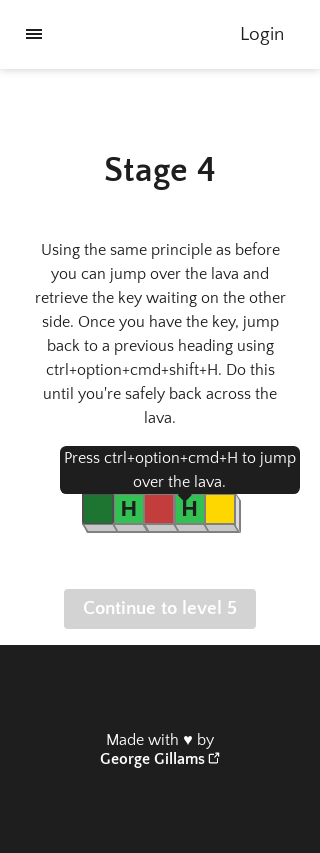 Login
Stage 4
Using the same principle as before
you can jump over the lava and
retrieve the key waiting on the other
side. Once you have the key, jump
back to a previous heading using
ctrl+option+cmd+shift+H. Do this
until you're safely back across the
lava.
Press ctrl+option+cmd+H to jump
over the lava.
H H
Continue to level 5
Made with ♥ by
George Gillams